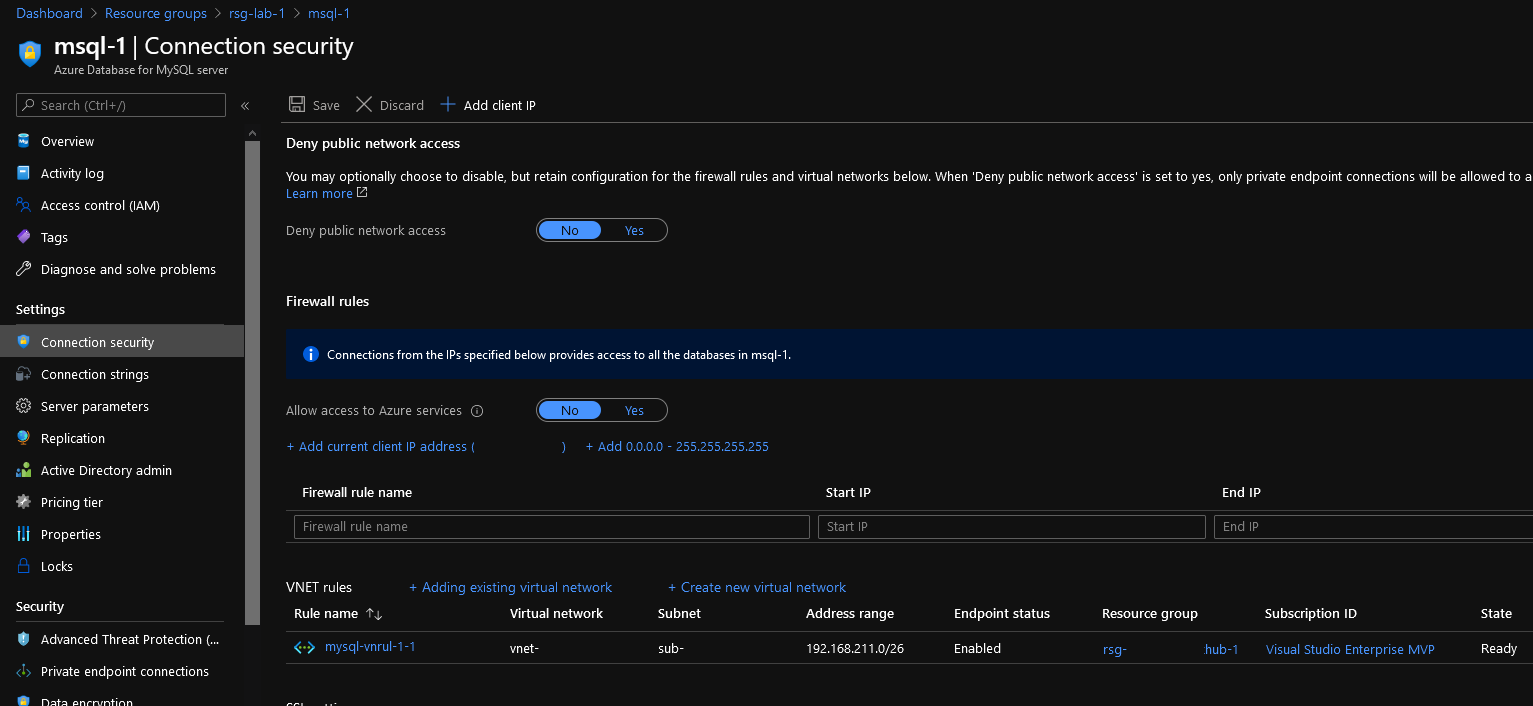 Dashboard > Resource groups > rsg-lab-1 > msql-1
msql-1 | Connection security
Azure Database for MySQL server
Search (Ctrl+/)
«
Overview
Activity log
Access control (IAM)
Tags
Diagnose and solve problems
Settings
Connection security
Connection strings
Server parameters
Replication
Active Directory admin
Pricing tier
Properties
Locks
Security
Advanced Threat Protection (...
Private endpoint connections
Data encryption
Save Discard + Add client IP
Deny public network access
You may optionally choose to disable, but retain configuration for the firewall rules and virtual networks below. When 'Deny public network access' is set to yes, only private endpoint connections will be allowed to a
Learn more
Deny public network access No Yes
Firewall rules
Connections from the IPs specified below provides access to all the databases in msql-1.
Allow access to Azure services No Yes
+ Add current client IP address ( ) + Add 0.0.0.0 - 255.255.255.255
Firewall rule name Start IP End IP
Firewall rule name Start IP End IP
VNET rules + Adding existing virtual network + Create new virtual network
Rule name Virtual network Subnet Address range Endpoint status Resource group Subscription ID State
mysql-vnrul-1-1 vnet- sub- 192.168.211.0/26 Enabled rsg- hub-1 Visual Studio Enterprise MVP Ready